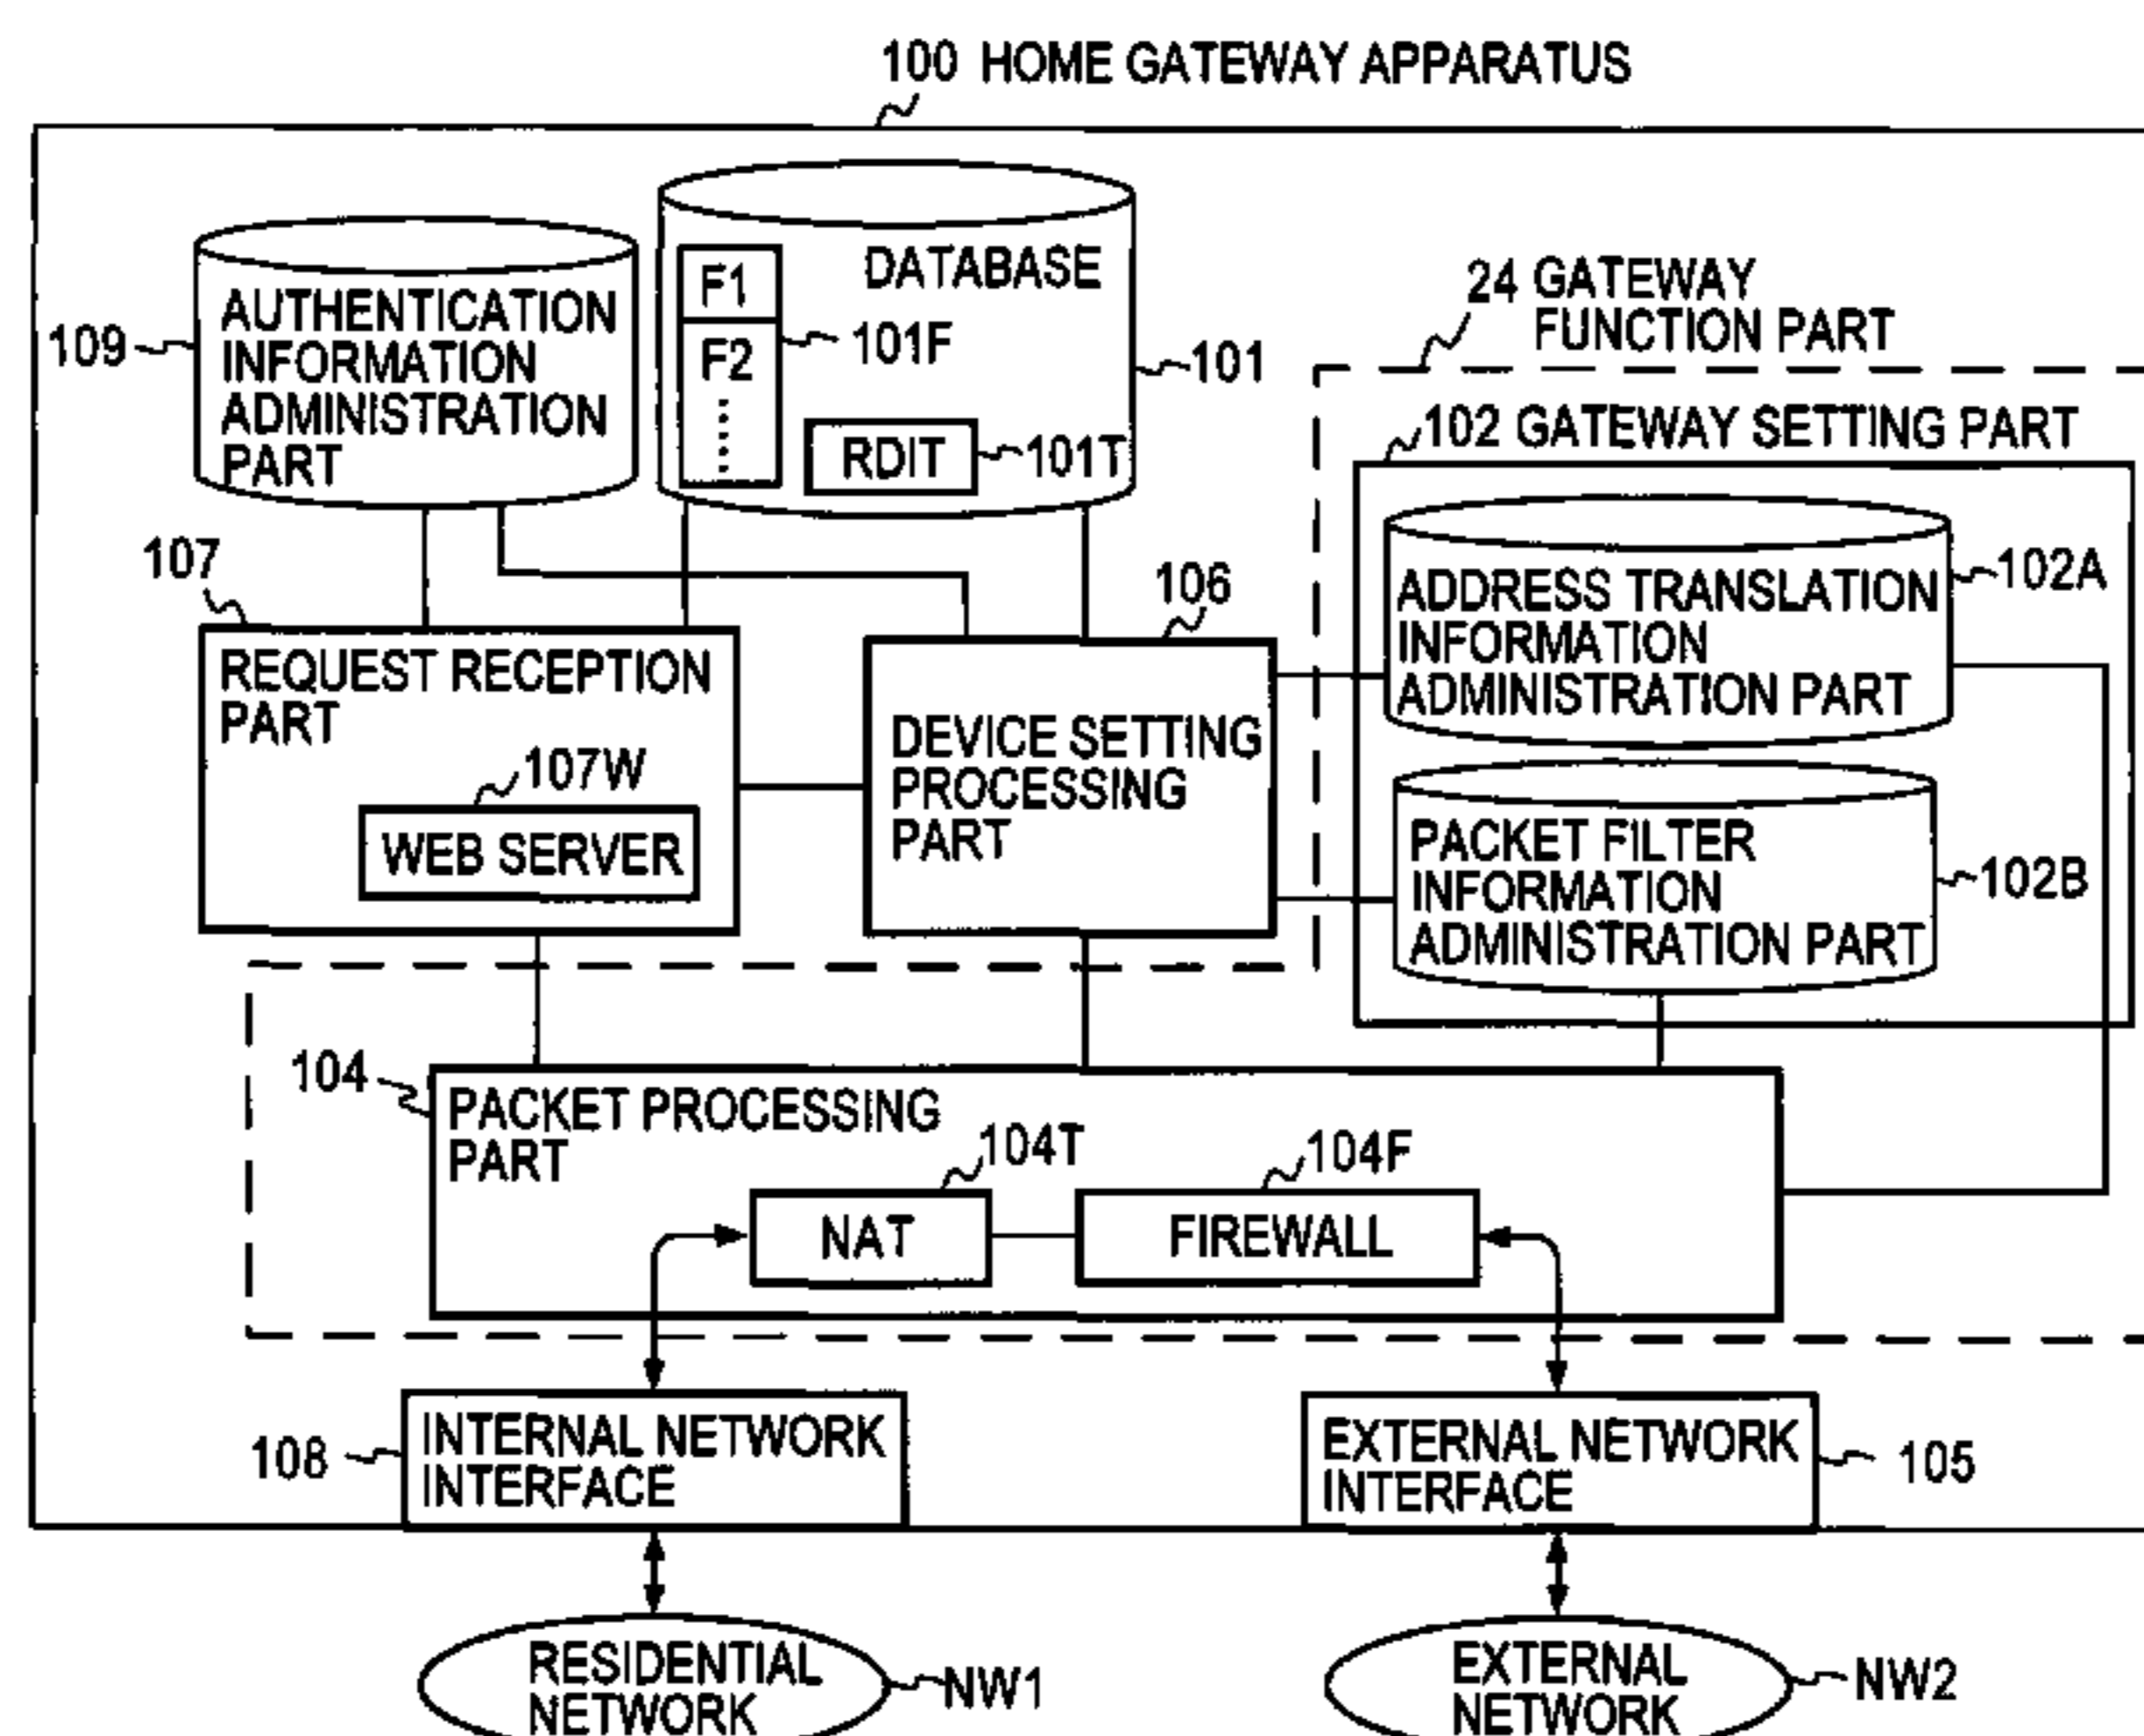 100 HOME GATEWAY APPARATUS
109
AUTHENTICATION
INFORMATION
ADMINISTRATION
PART
F1
F2
101F
DATABASE
RDIT
101T
101
24 GATEWAY
FUNCTION PART
102 GATEWAY SETTING PART
ADDRESS TRANSLATION
INFORMATION
ADMINISTRATION PART
102A
PACKET FILTER
INFORMATION
ADMINISTRATION PART
102B
107
REQUEST RECEPTION
PART
107W
WEB SERVER
106
DEVICE SETTING
PROCESSING
PART
104
PACKET PROCESSING
PART
104T
NAT
104F
FIREWALL
108
INTERNAL NETWORK
INTERFACE
EXTERNAL NETWORK
INTERFACE
105
RESIDENTIAL
NETWORK
NW1
EXTERNAL
NETWORK
NW2